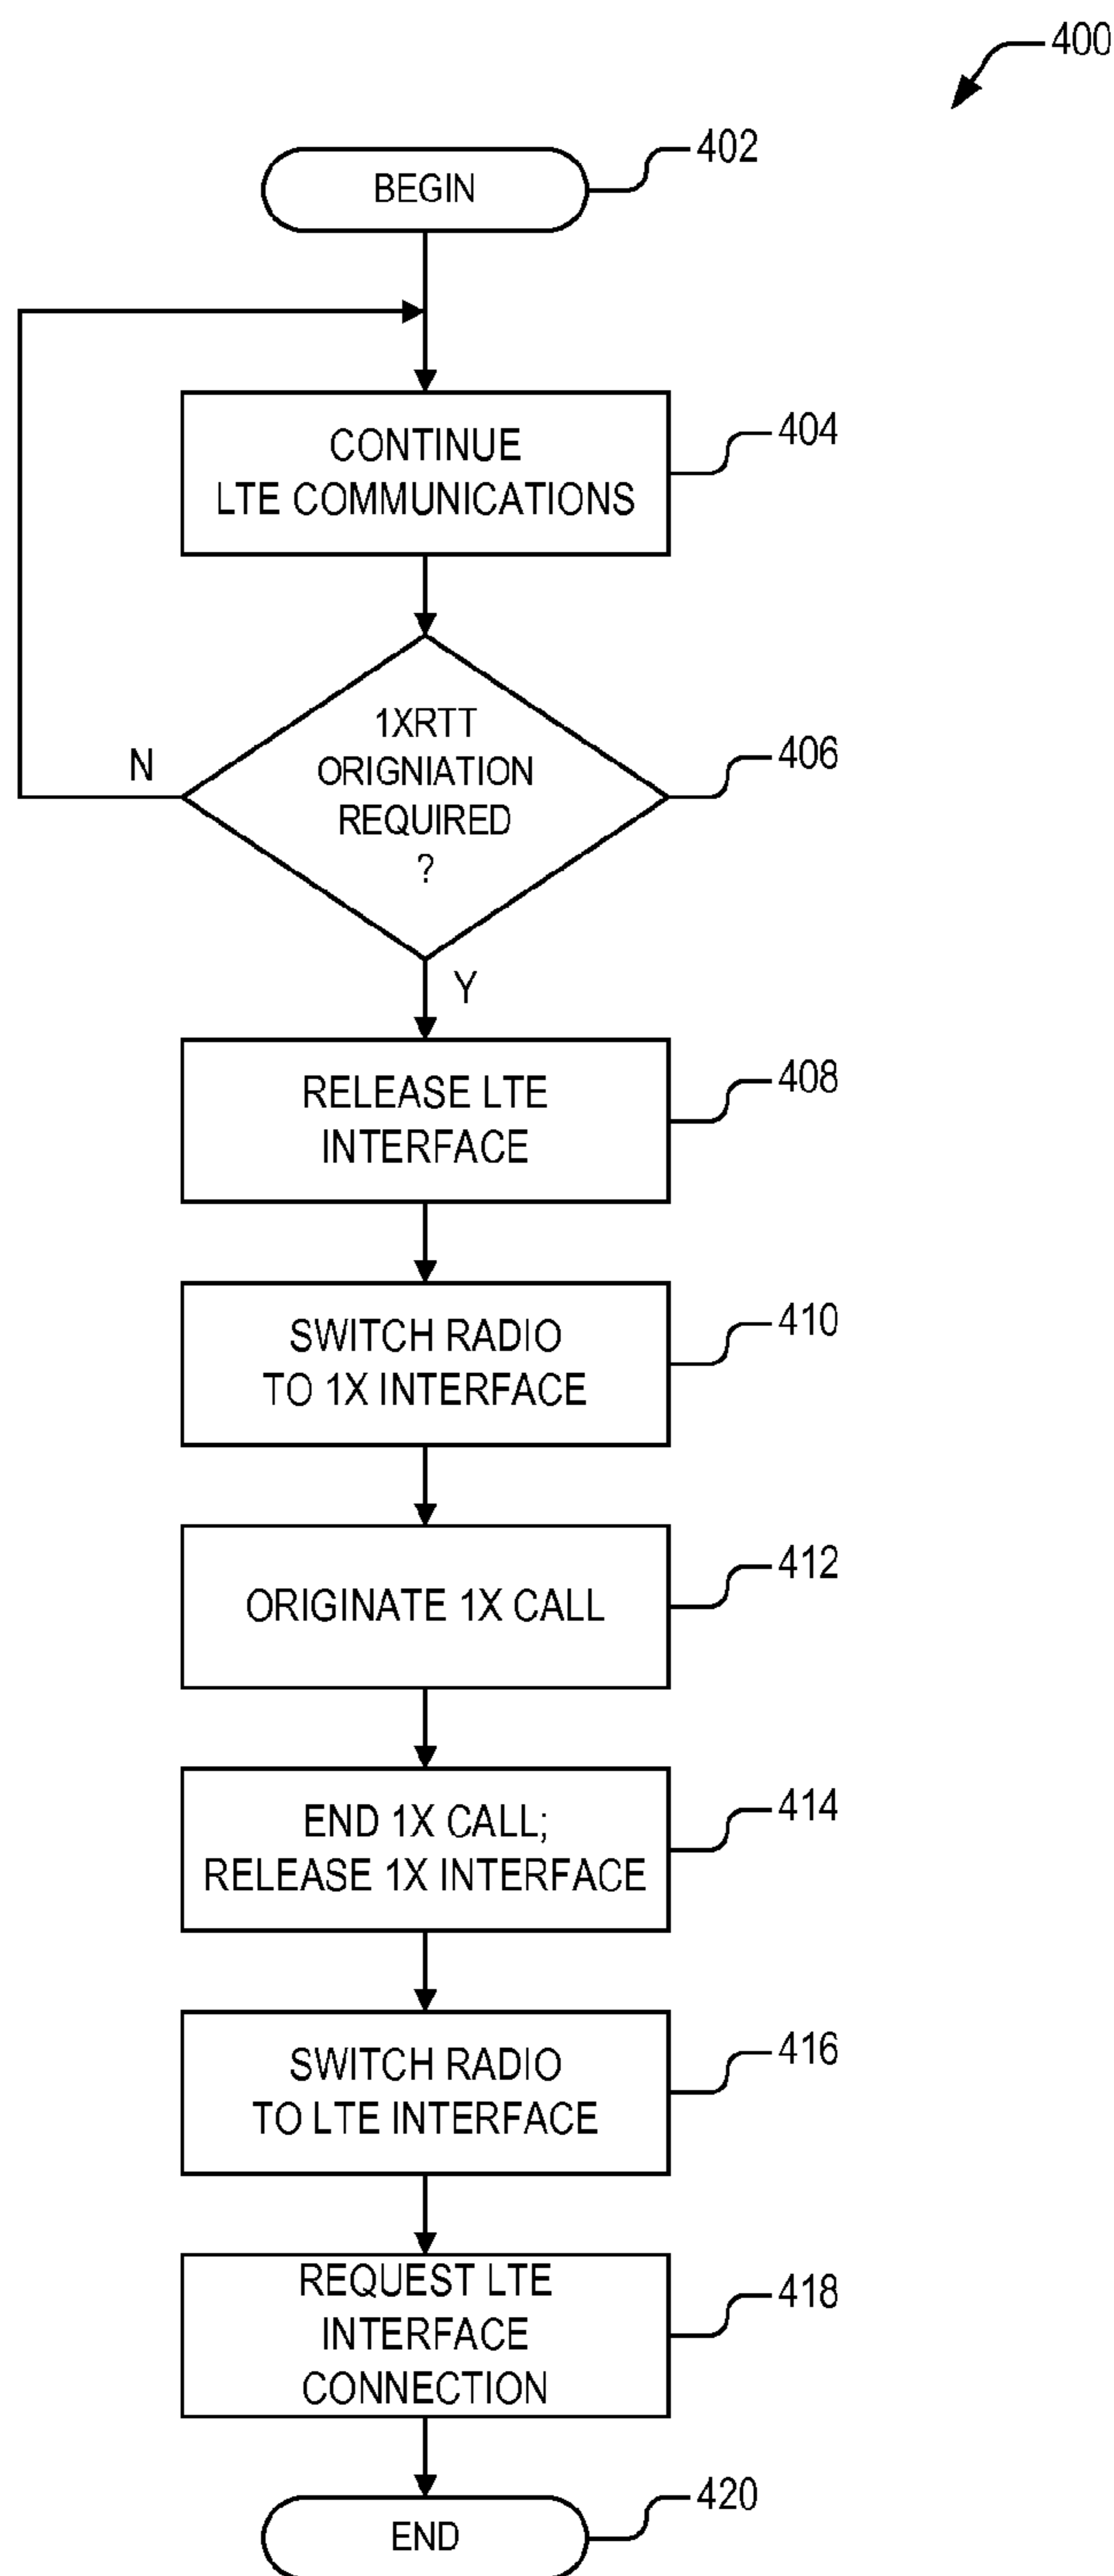 400
402
BEGIN
404
CONTINUE
LTE COMMUNICATIONS
406
1XRTT
ORIGNIATION
REQUIRED
?
N
Y
408
RELEASE LTE
INTERFACE
410
SWITCH RADIO
TO 1X INTERFACE
412
ORIGINATE 1X CALL
414
END 1X CALL;
RELEASE 1X INTERFACE
416
SWITCH RADIO
TO LTE INTERFACE
418
REQUEST LTE
INTERFACE
CONNECTION
420
END